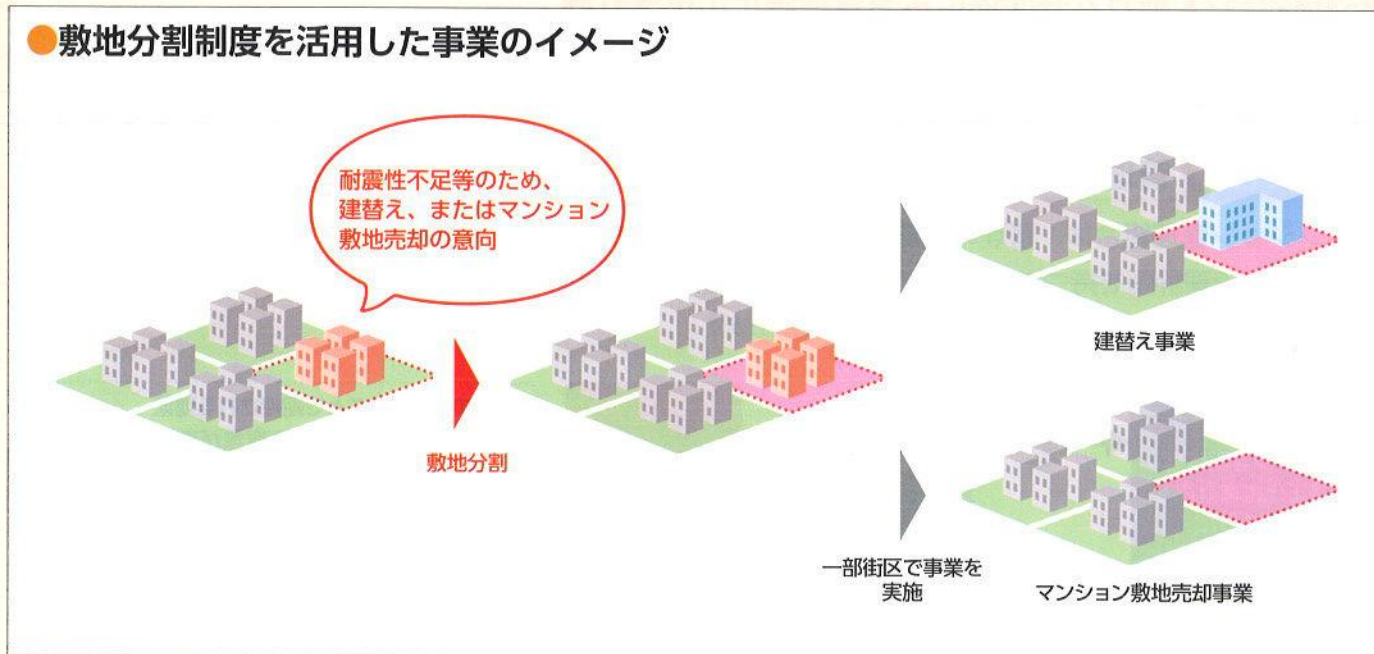 ●敷地分割制度を活用した事業のイメージ
耐震性不足等のため、
建替え、またはマンション
敷地売却の意向
敷地分割
建替え事業
一部街区で事業を
実施
マンション敷地売却事業